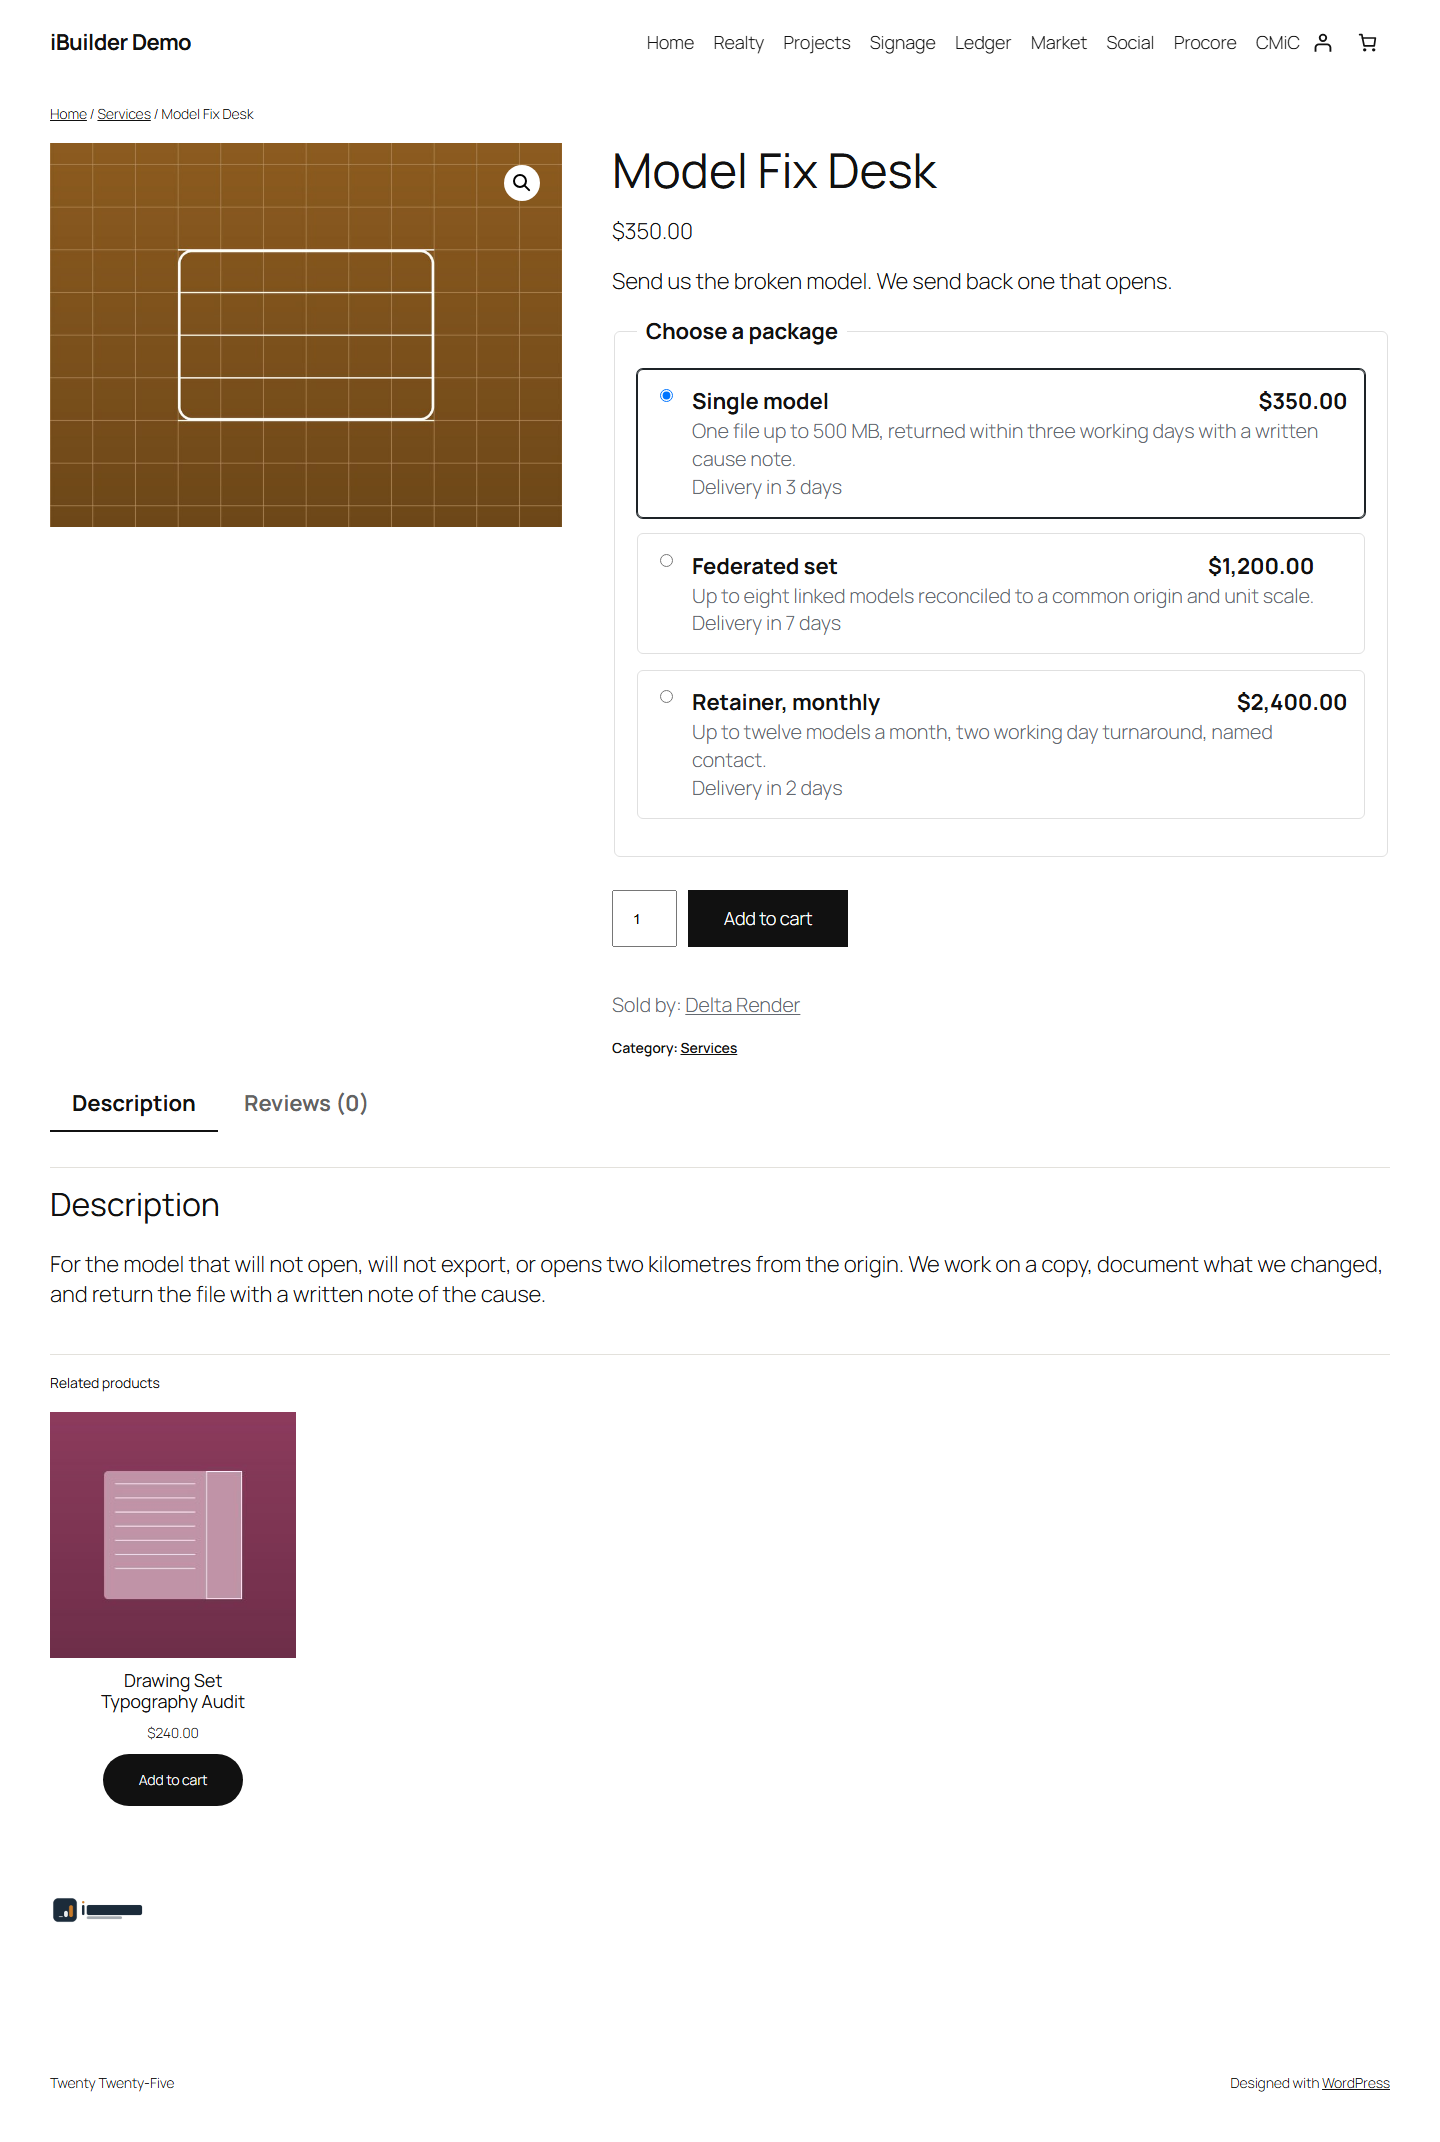 iBuilder Demo
Home Realty Projects Signage Ledger Market Social Procore CMiC
Home / Services / Model Fix Desk
Model Fix Desk
$350.00
Send us the broken model. We send back one that opens.
Choose a package
Single model $350.00
One file up to 500 MB, returned within three working days with a written
cause note.
Delivery in 3 days
Federated set $1,200.00
Up to eight linked models reconciled to a common origin and unit scale.
Delivery in 7 days
Retainer, monthly $2,400.00
Up to twelve models a month, two working day turnaround, named
contact.
Delivery in 2 days
1 Add to cart
Sold by: Delta Render
Category: Services
Description Reviews (0)
Description
For the model that will not open, will not export, or opens two kilometres from the origin. We work on a copy, document what we changed,
and return the file with a written note of the cause.
Related products
Drawing Set
Typography Audit
$240.00
Add to cart
i
Twenty Twenty-Five Designed with WordPress